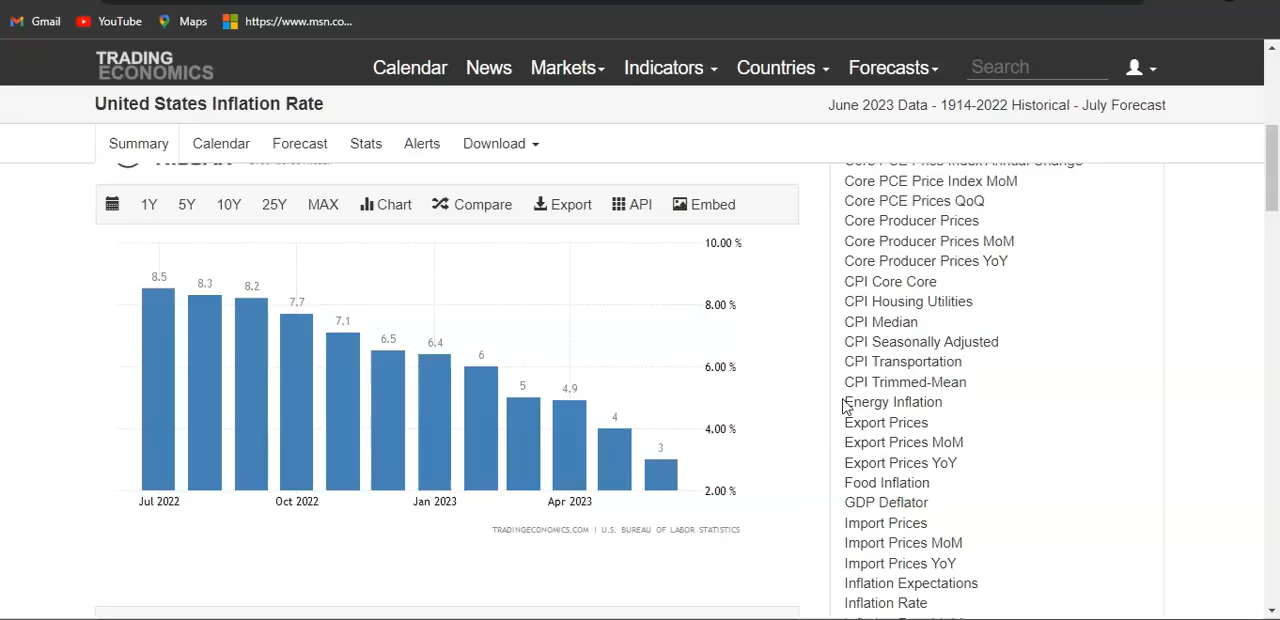 Gmail YouTube Maps https://www.msn.co...
TRADING
ECONOMICS
Calendar News Markets Indicators Countries Forecasts Search
United States Inflation Rate
June 2023 Data - 1914-2022 Historical - July Forecast
Summary Calendar Forecast Stats Alerts Download
1Y 5Y 10Y 25Y MAX Chart Compare Export API Embed
10.00 %
8.00 %
6.00 %
4.00 %
2.00 %
8.5 8.3 8.2 7.7 7.1 6.5 6.4 6 5 4.9 4 3
Jul 2022 Oct 2022 Jan 2023 Apr 2023
TRADINGECONOMICS.COM | U.S. BUREAU OF LABOR STATISTICS
Core PCE Price Index Annual Change
Core PCE Price Index MoM
Core PCE Prices QoQ
Core Producer Prices
Core Producer Prices MoM
Core Producer Prices YoY
CPI Core Core
CPI Housing Utilities
CPI Median
CPI Seasonally Adjusted
CPI Transportation
CPI Trimmed-Mean
Energy Inflation
Export Prices
Export Prices MoM
Export Prices YoY
Food Inflation
GDP Deflator
Import Prices
Import Prices MoM
Import Prices YoY
Inflation Expectations
Inflation Rate